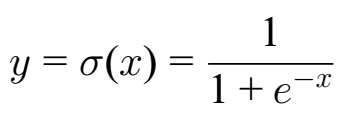 y = σ(x) = 1 / (1 + e^{-x})